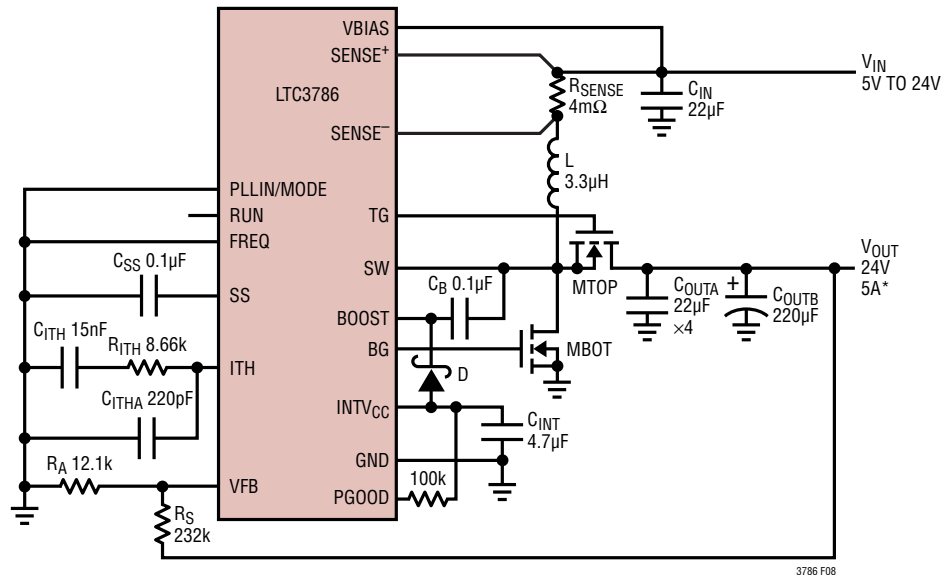 VBIAS
SENSE+
LTC3786
SENSE–
PLLIN/MODE
RUN
FREQ
SS
ITH
VFB
TG
SW
BOOST
BG
INTVCC
GND
PGOOD
VIN
5V TO 24V
CIN
22µF
RSENSE
4mΩ
L
3.3µH
MTOP
MBOT
CB 0.1µF
D
CINT
4.7µF
100k
VOUT
24V
5A*
COUTA
22µF
×4
+
COUTB
220µF
CSS 0.1µF
CITH 15nF
RITH 8.66k
CITHA 220pF
RA 12.1k
RS
232k
3786 F08